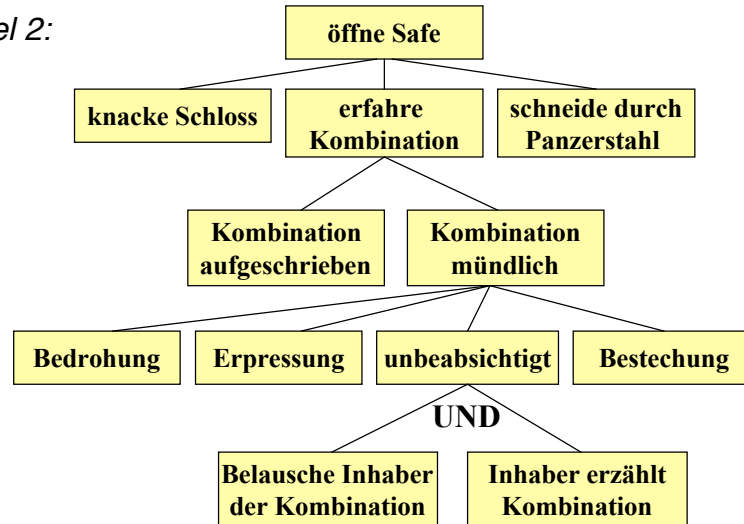 el 2:
öffne Safe
knacke Schloss
erfahre
Kombination
schneide durch
Panzerstahl
Kombination
aufgeschrieben
Kombination
mündlich
Bedrohung
Erpressung
unbeabsichtigt
Bestechung
UND
Belausche Inhaber
der Kombination
Inhaber erzählt
Kombination